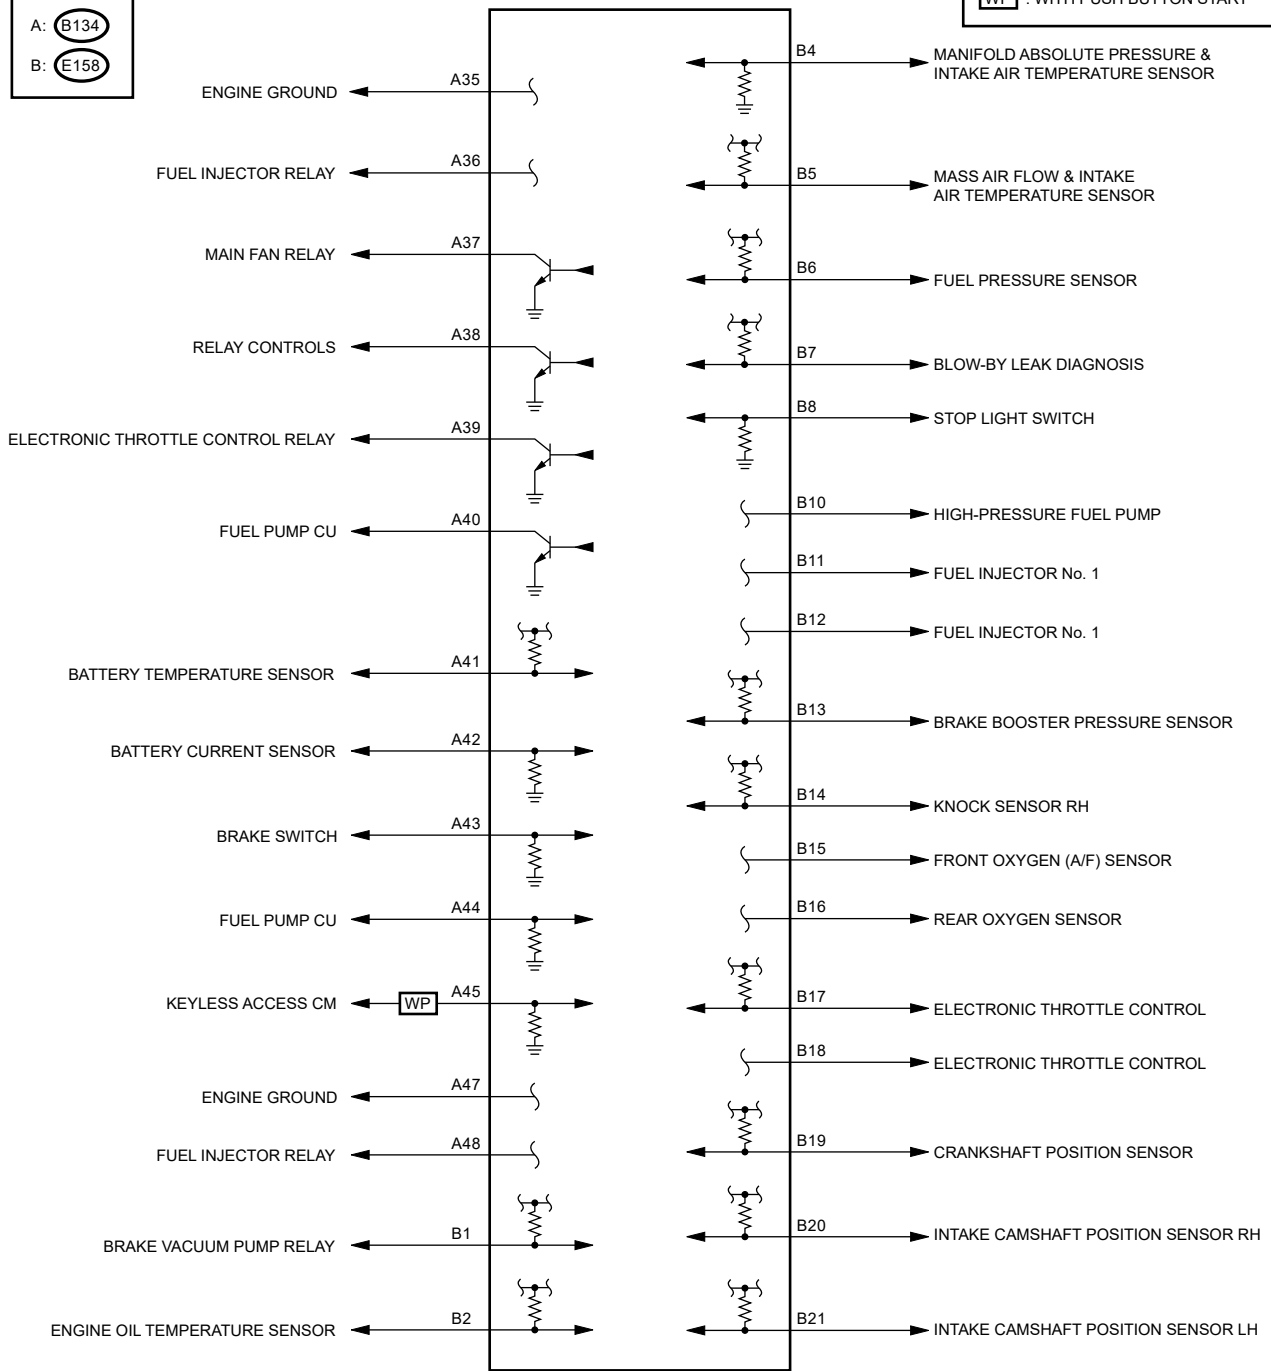 A: B134
B: E158
WP : WITH PUSH BUTTON START
A35
ENGINE GROUND
A36
FUEL INJECTOR RELAY
A37
MAIN FAN RELAY
A38
RELAY CONTROLS
A39
ELECTRONIC THROTTLE CONTROL RELAY
A40
FUEL PUMP CU
A41
BATTERY TEMPERATURE SENSOR
A42
BATTERY CURRENT SENSOR
A43
BRAKE SWITCH
A44
FUEL PUMP CU
A45
KEYLESS ACCESS CM
WP
A47
ENGINE GROUND
A48
FUEL INJECTOR RELAY
B1
BRAKE VACUUM PUMP RELAY
B2
ENGINE OIL TEMPERATURE SENSOR
B4
MANIFOLD ABSOLUTE PRESSURE &
INTAKE AIR TEMPERATURE SENSOR
B5
MASS AIR FLOW & INTAKE
AIR TEMPERATURE SENSOR
B6
FUEL PRESSURE SENSOR
B7
BLOW-BY LEAK DIAGNOSIS
B8
STOP LIGHT SWITCH
B10
HIGH-PRESSURE FUEL PUMP
B11
FUEL INJECTOR No. 1
B12
FUEL INJECTOR No. 1
B13
BRAKE BOOSTER PRESSURE SENSOR
B14
KNOCK SENSOR RH
B15
FRONT OXYGEN (A/F) SENSOR
B16
REAR OXYGEN SENSOR
B17
ELECTRONIC THROTTLE CONTROL
B18
ELECTRONIC THROTTLE CONTROL
B19
CRANKSHAFT POSITION SENSOR
B20
INTAKE CAMSHAFT POSITION SENSOR RH
B21
INTAKE CAMSHAFT POSITION SENSOR LH